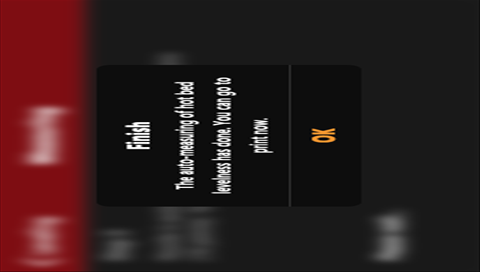 Finish
The auto-measuring of hot bed
levelness has done. You can go to
print now.
OK